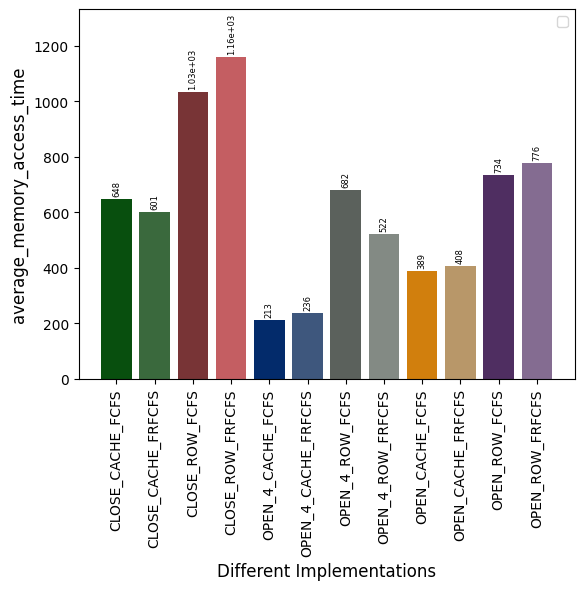 1200
1000
800
600
400
200
0
average_memory_access_time
648
601
1.03e+03
1.16e+03
213
236
682
522
389
408
734
776
CLOSE_CACHE_FCFS
CLOSE_CACHE_FRFCFS
CLOSE_ROW_FCFS
CLOSE_ROW_FRFCFS
OPEN_4_CACHE_FCFS
OPEN_4_CACHE_FRFCFS
OPEN_4_ROW_FCFS
OPEN_4_ROW_FRFCFS
OPEN_CACHE_FCFS
OPEN_CACHE_FRFCFS
OPEN_ROW_FCFS
OPEN_ROW_FRFCFS
Different Implementations